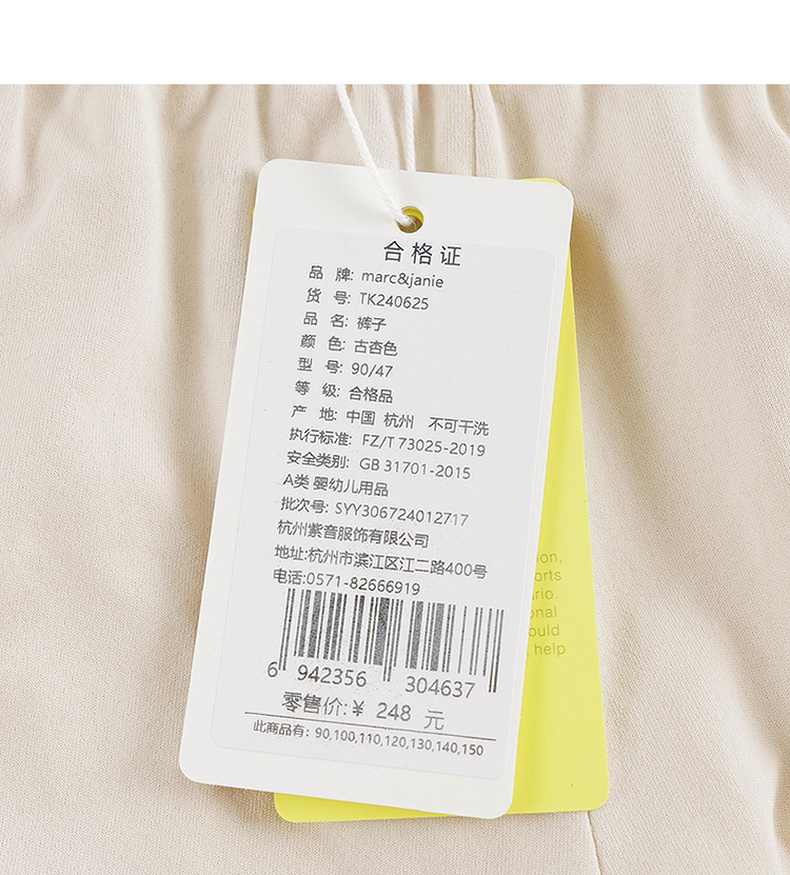 合格证
品 牌: marc&janie
货 号: TK240625
品 名: 裤子
颜 色: 古杏色
型 号: 90/47
等 级: 合格品
产 地: 中国 杭州 不可干洗
执行标准: FZ/T 73025-2019
安全类别: GB 31701-2015
A类 婴幼儿用品
批次号: SYY306724012717
杭州紫音服饰有限公司
地址:杭州市滨江区江二路400号
电话:0571-82666919
6 942356 304637
零售价:¥ 248 元
此商品有: 90,100,110,120,130,140,150
help